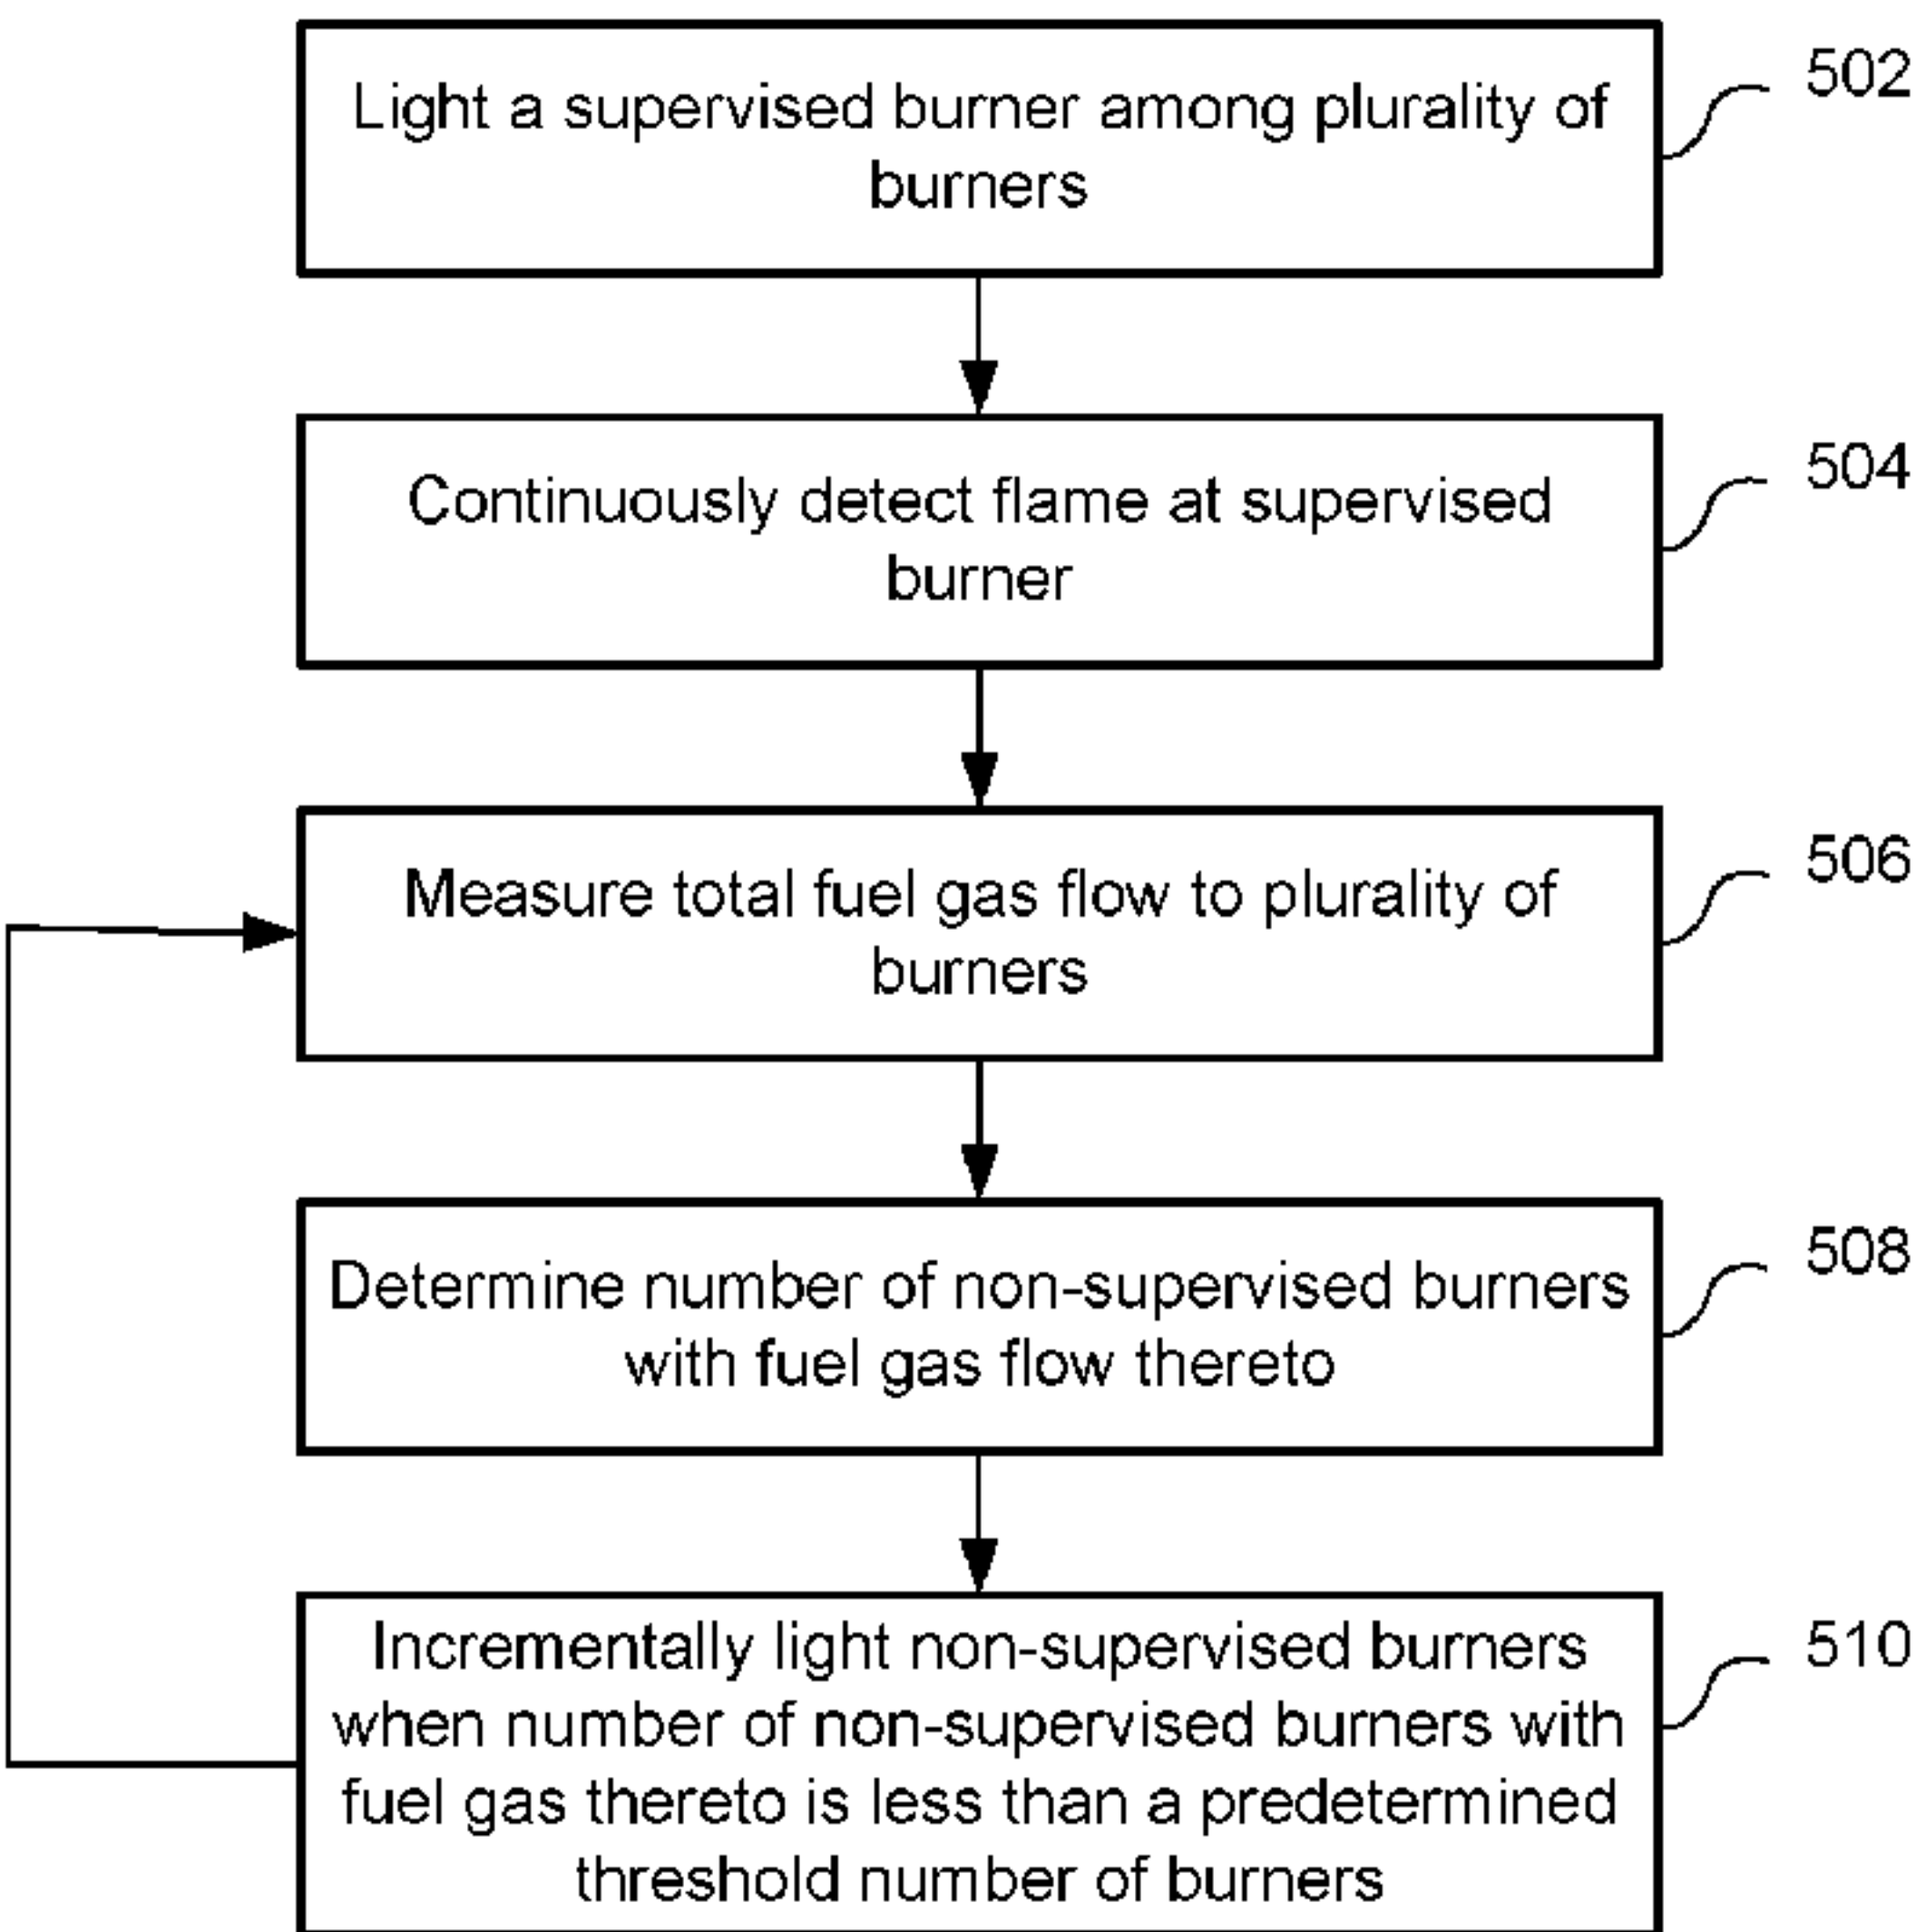 Light a supervised burner among plurality of
burners
502
Continuously detect flame at supervised
burner
504
Measure total fuel gas flow to plurality of
burners
506
Determine number of non-supervised burners
with fuel gas flow thereto
508
Incrementally light non-supervised burners
when number of non-supervised burners with
fuel gas thereto is less than a predetermined
threshold number of burners
510